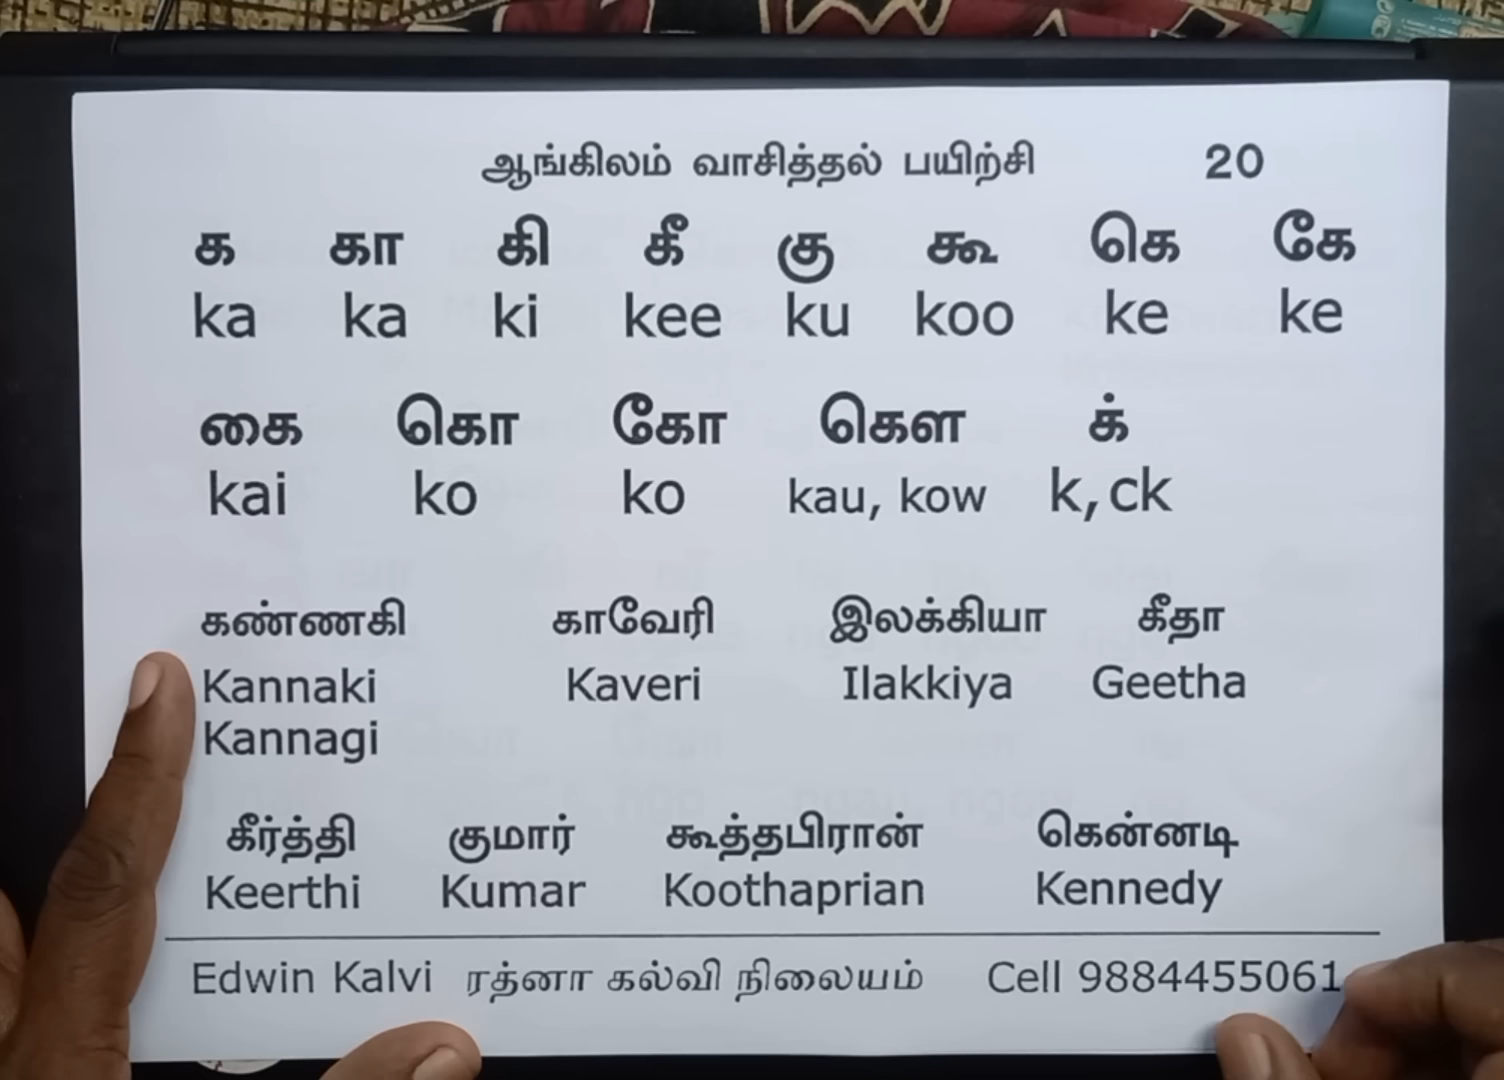 ஆங்கிலம் வாசித்தல் பயிற்சி 20
க கா கி கீ கு கூ கெ கே
ka ka ki kee ku koo ke ke
கை கொ கோ கௌ க்
kai ko ko kau, kow k, ck
கண்ணகி காவேரி இலக்கியா கீதா
Kannaki Kaveri Ilakkiya Geetha
Kannagi
கீர்த்தி குமார் கூத்தபிரான் கென்னடி
Keerthi Kumar Koothaprian Kennedy
Edwin Kalvi ரத்னா கல்வி நிலையம் Cell 9884455061